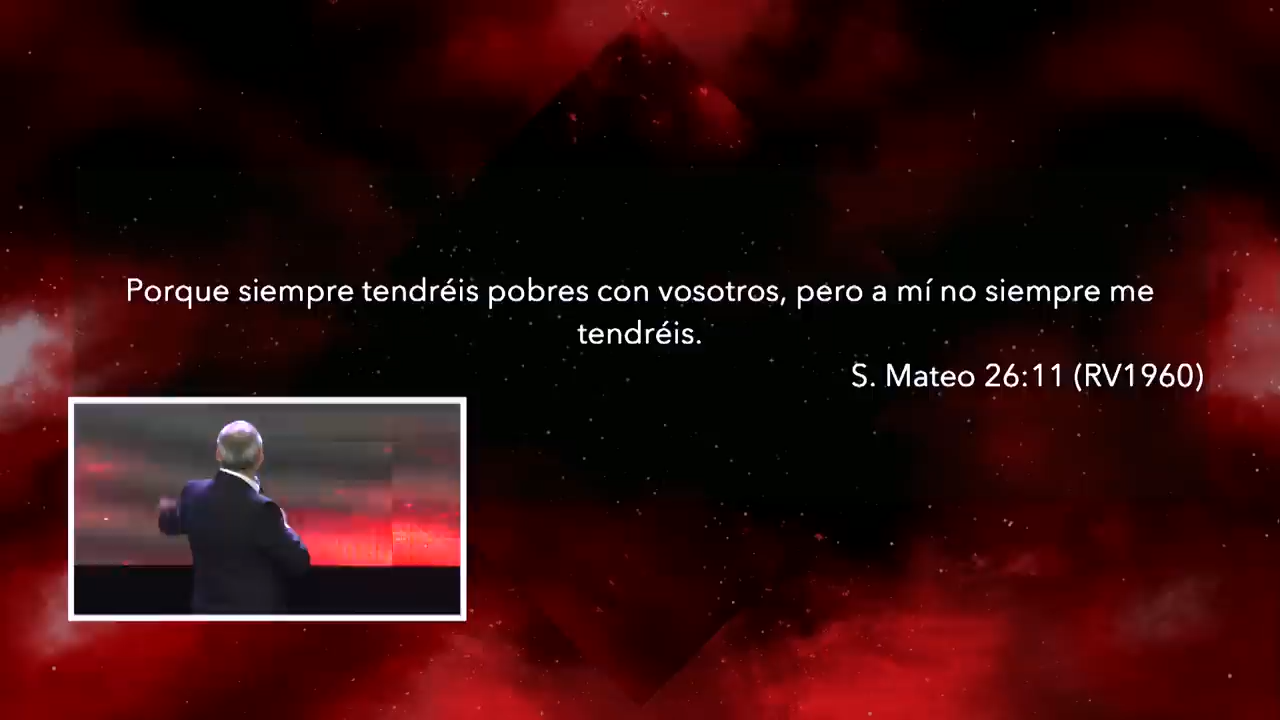 Porque siempre tendréis pobres con vosotros, pero a mí no siempre me
tendréis.
S. Mateo 26:11 (RV1960)